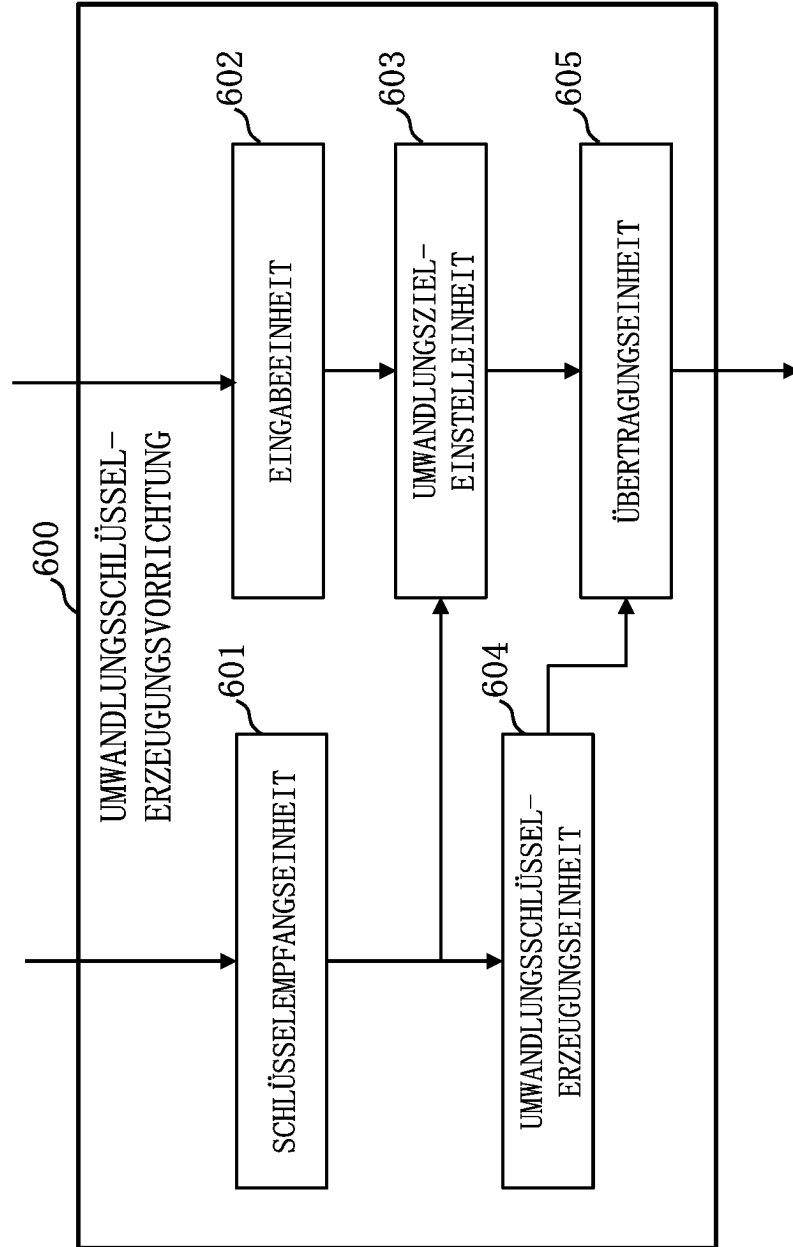 600
UMWANDLUNGSSCHLÜSSEL-
ERZEUGUNGSVORRICHTUNG
601
SCHLÜSSELEMPFANGSEINHEIT
602
EINGABEEINHEIT
603
UMWANDLUNGSZIEL-
EINSTELLEINHEIT
604
UMWANDLUNGSSCHLÜSSEL-
ERZEUGUNGSEINHEIT
605
ÜBERTRAGUNGSEINHEIT